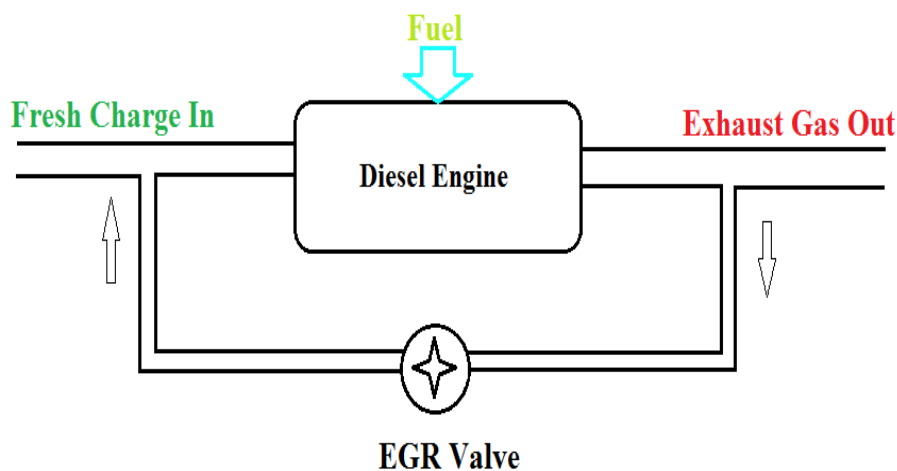 Fuel
Fresh Charge In
Exhaust Gas Out
Diesel Engine
EGR Valve